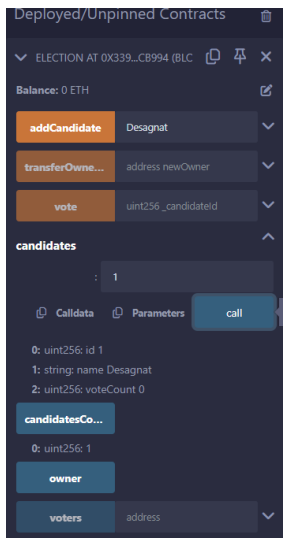 Deployed/Unpinned Contracts
ELECTION AT 0X339...CB994 (BLC
Balance: 0 ETH
addCandidate Desagnat
transferOwne... address newOwner
vote uint256 _candidateId
candidates
: 1
Calldata Parameters call
0: uint256: id 1
1: string: name Desagnat
2: uint256: voteCount 0
candidatesCo...
0: uint256: 1
owner
voters address